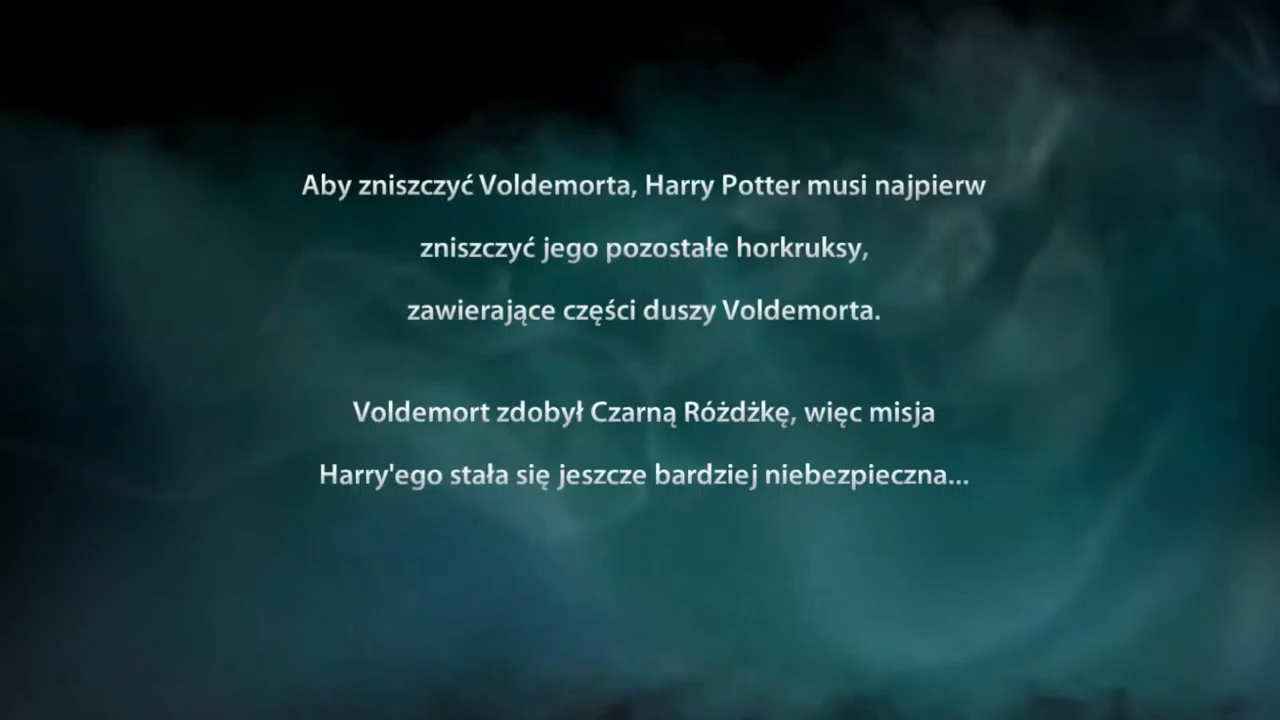 Aby zniszczyć Voldemorta, Harry Potter musi najpierw
zniszczyć jego pozostałe horkruksy,
zawierające części duszy Voldemorta.
Voldemort zdobył Czarną Różdżkę, więc misja
Harry'ego stała się jeszcze bardziej niebezpieczna...